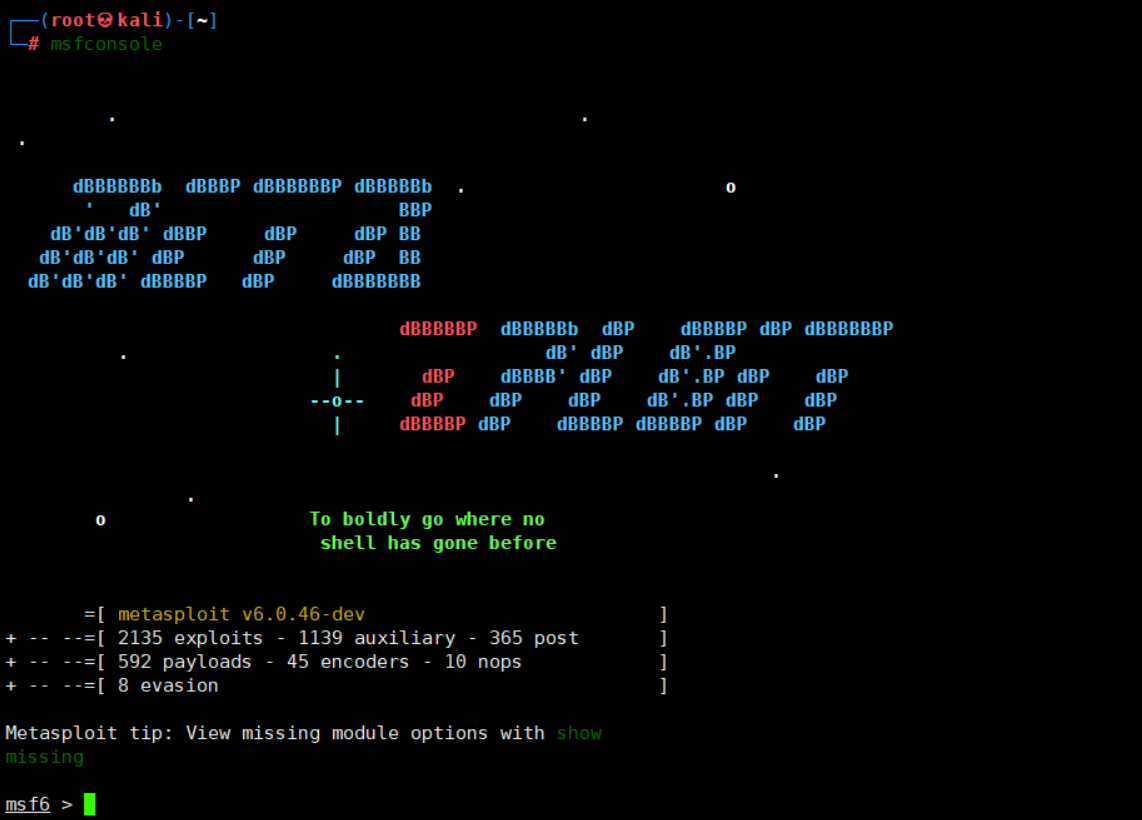 ┌──(root💀kali)-[~]
└─# msfconsole
.                                          .
.
dBBBBBBb  dBBBP dBBBBBBP dBBBBBb  .                       o
'   dB'                     BBP
dB'dB'dB' dBBP     dBP     dBP BB
dB'dB'dB' dBP      dBP     dBP  BB
dB'dB'dB' dBBBBP   dBP     dBBBBBBB
dBBBBBP  dBBBBBb  dBP    dBBBBP dBP dBBBBBBP
.                  .                  dB' dBP    dB'.BP
|       dBP    dBBBB' dBP    dB'.BP dBP    dBP
--o--    dBP    dBP    dBP    dB'.BP dBP    dBP
|     dBBBBP dBP    dBBBBP dBBBBP dBP    dBP
.
.
o                  To boldly go where no
shell has gone before
=[ metasploit v6.0.46-dev                          ]
+ -- --=[ 2135 exploits - 1139 auxiliary - 365 post       ]
+ -- --=[ 592 payloads - 45 encoders - 10 nops            ]
+ -- --=[ 8 evasion                                       ]
Metasploit tip: View missing module options with show
missing
msf6 >